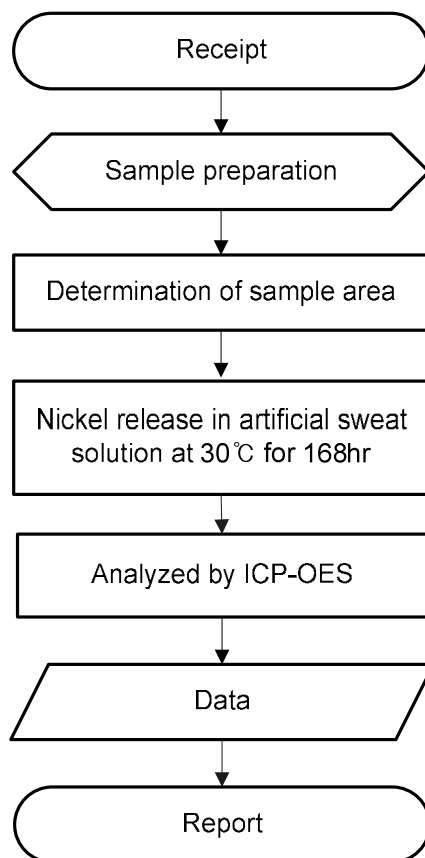 Receipt
Sample preparation
Determination of sample area
Nickel release in artificial sweat
solution at 30℃ for 168hr
Analyzed by ICP-OES
Data
Report